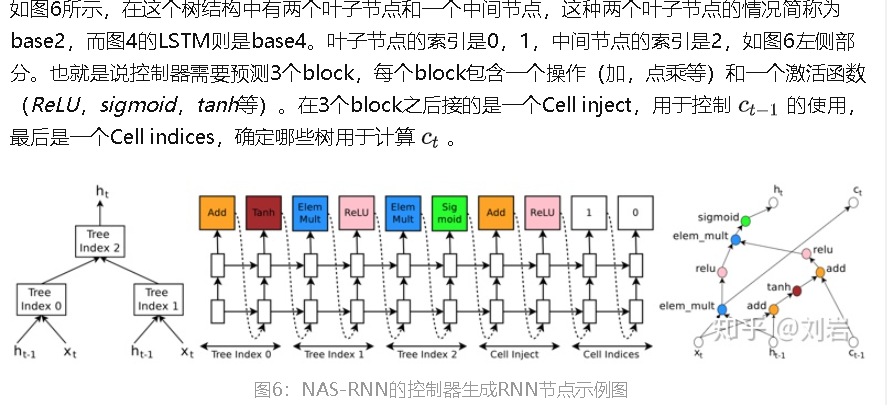 如图6所示，在这个树结构中有两个叶子节点和一个中间节点，这种两个叶子节点的情况简称为
base2，而图4的LSTM则是base4。叶子节点的索引是0，1，中间节点的索引是2，如图6左侧部
分。也就是说控制器需要预测3个block，每个block包含一个操作（加，点乘等）和一个激活函数
（ReLU，sigmoid，tanh等）。在3个block之后接的是一个Cell inject，用于控制 c_{t-1} 的使用，
最后是一个Cell indices，确定哪些树用于计算 c_t 。
h_t
Tree
Index 2
Tree
Index 0
Tree
Index 1
h_{t-1} x_t h_{t-1} x_t
Add Tanh Elem Mult ReLU Elem Mult Sig moid Add ReLU 1 0
Tree Index 0 Tree Index 1 Tree Index 2 Cell Inject Cell Indices
h_t c_t
sigmoid
elem_mult
relu
relu add
tanh
elem_mult add
知乎 @刘岩
x_t h_{t-1} c_{t-1}
图6：NAS-RNN的控制器生成RNN节点示例图